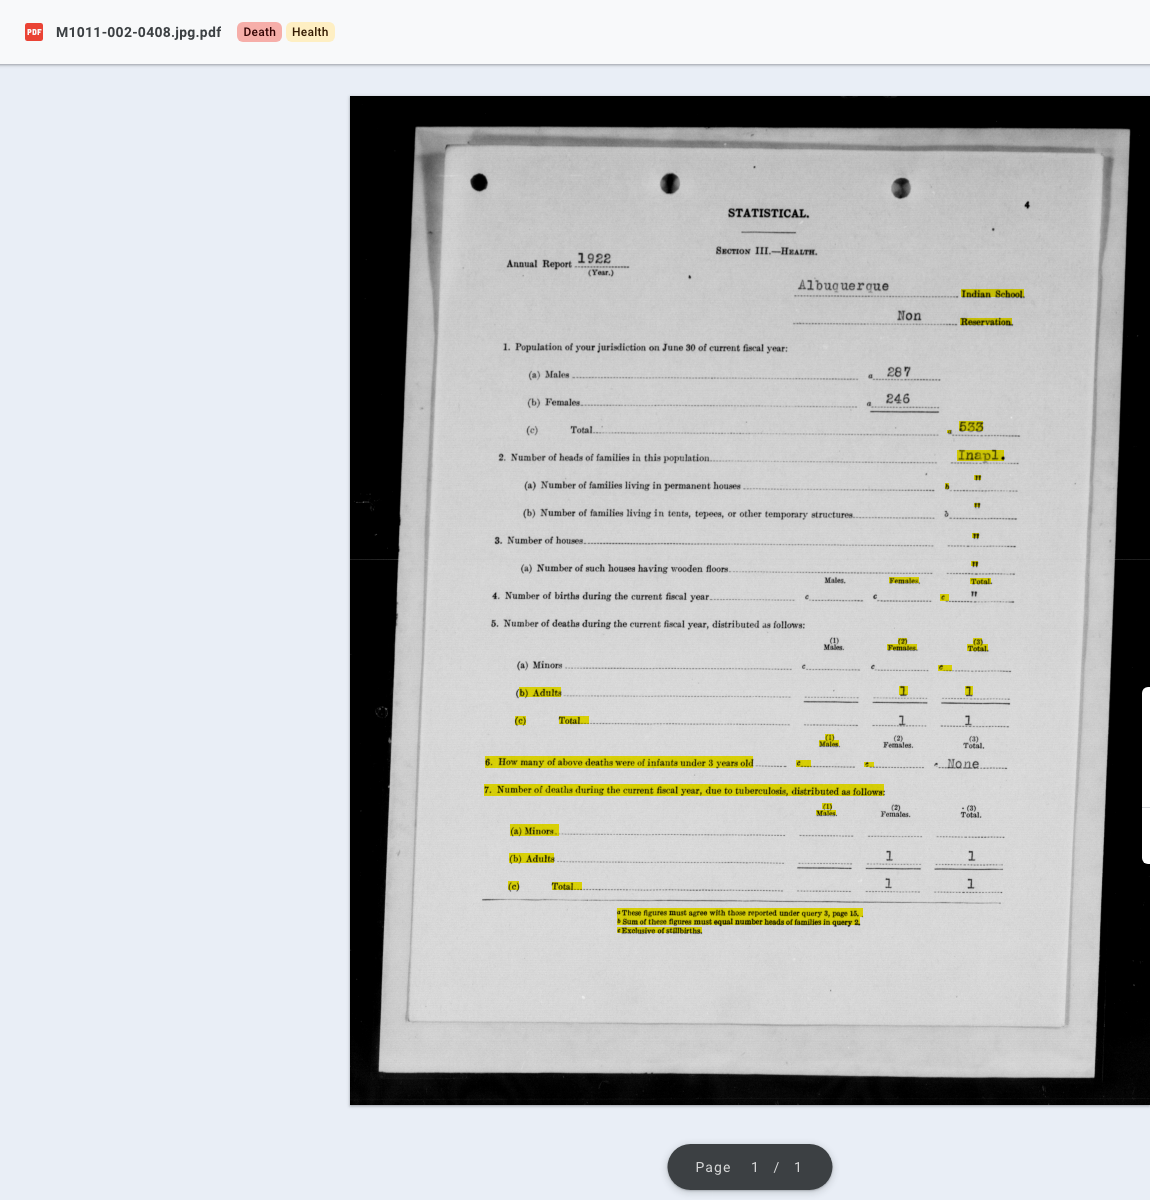 PDF M1011-002-0408.jpg.pdf Death Health
4
STATISTICAL.
SECTION III.—HEALTH.
Annual Report 1922
(Year.)
Albuquerque Indian School.
Non Reservation.
1. Population of your jurisdiction on June 30 of current fiscal year:
(a) Males a 287
(b) Females a 246
(c) Total a 533
2. Number of heads of families in this population Inapl.
(a) Number of families living in permanent houses b "
(b) Number of families living in tents, tepees, or other temporary structures b "
3. Number of houses "
(a) Number of such houses having wooden floors "
Males. Females. Total.
4. Number of births during the current fiscal year c c c "
5. Number of deaths during the current fiscal year, distributed as follows:
(1) (2) (3)
Males. Females. Total.
(a) Minors c c c
(b) Adults 1 1
(c) Total 1 1
(1) (2) (3)
Males. Females. Total.
6. How many of above deaths were of infants under 3 years old c c c None
7. Number of deaths during the current fiscal year, due to tuberculosis, distributed as follows:
(1) (2) (3)
Males. Females. Total.
(a) Minors
(b) Adults 1 1
(c) Total 1 1
a These figures must agree with those reported under query 3, page 15.
b Sum of these figures must equal number heads of families in query 2.
c Exclusive of stillbirths.
Page 1 / 1